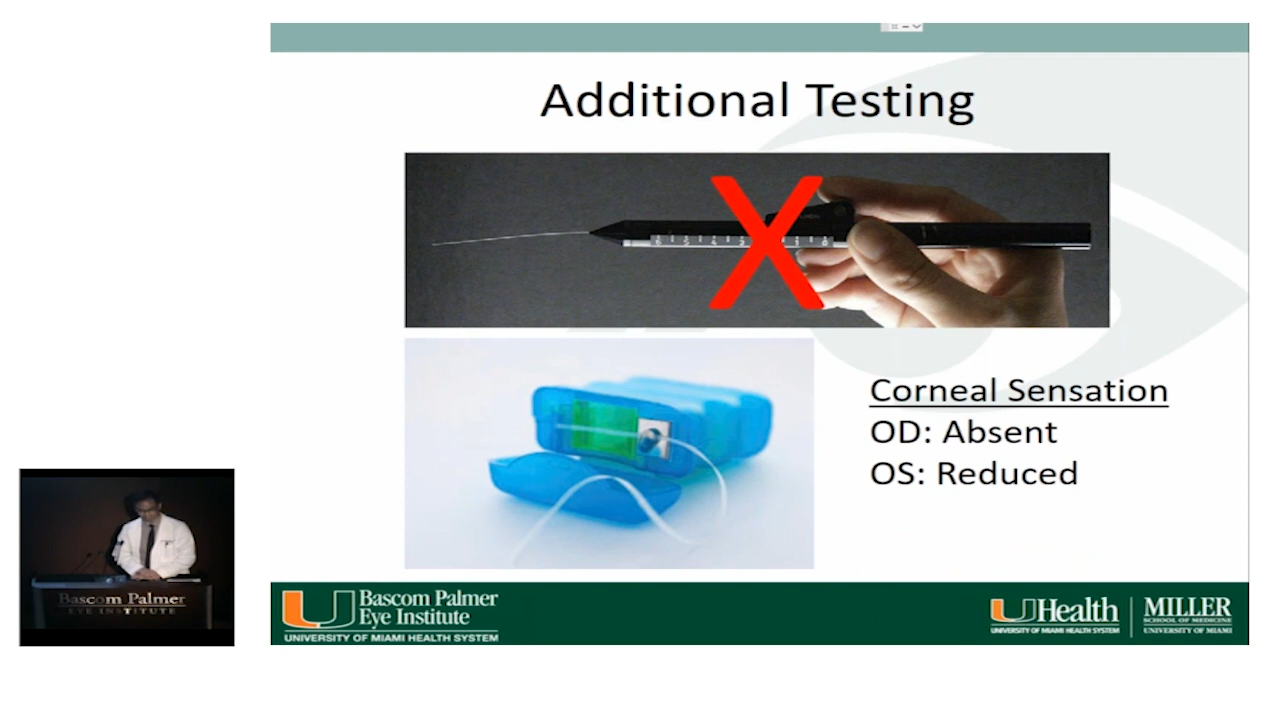 Additional Testing
X
Corneal Sensation
OD: Absent
OS: Reduced
Bascom Palmer
EYE INSTITUTE
Bascom Palmer
Eye Institute
UNIVERSITY OF MIAMI HEALTH SYSTEM
UHealth
UNIVERSITY OF MIAMI HEALTH SYSTEM
MILLER
SCHOOL OF MEDICINE
UNIVERSITY OF MIAMI